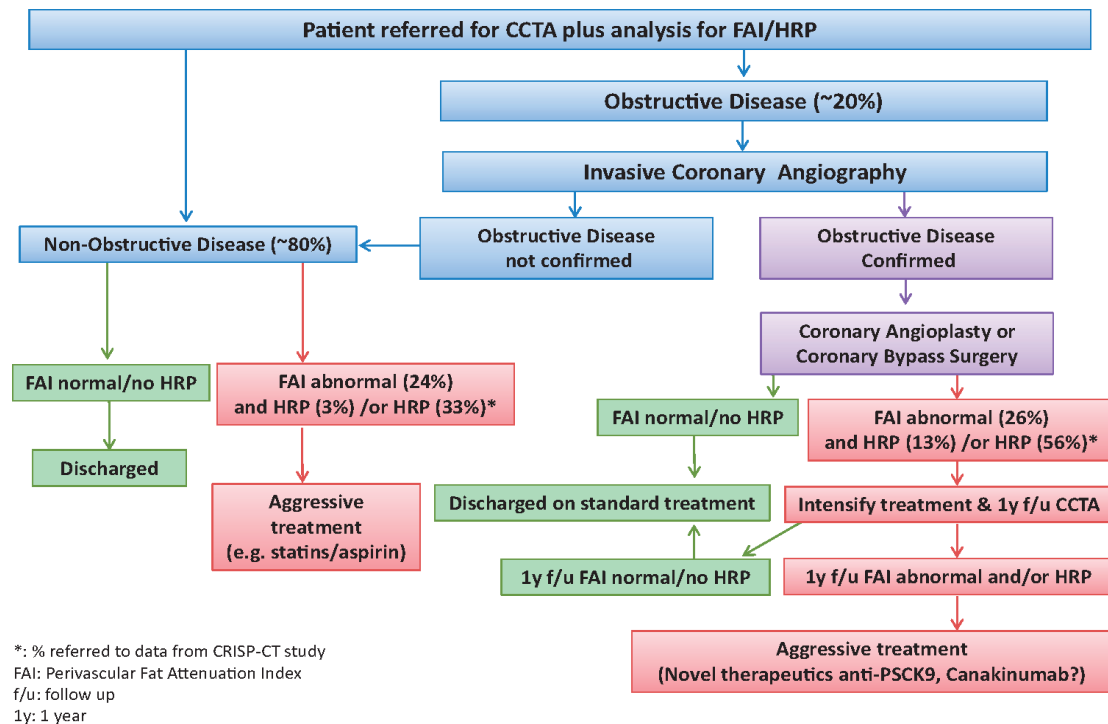 Patient referred for CCTA plus analysis for FAI/HRP
Obstructive Disease (~20%)
Invasive Coronary Angiography
Non-Obstructive Disease (~80%)
Obstructive Disease
not confirmed
Obstructive Disease
Confirmed
Coronary Angioplasty or
Coronary Bypass Surgery
FAI normal/no HRP
FAI abnormal (24%)
and HRP (3%) /or HRP (33%)*
FAI normal/no HRP
FAI abnormal (26%)
and HRP (13%) /or HRP (56%)*
Discharged
Aggressive
treatment
(e.g. statins/aspirin)
Discharged on standard treatment
Intensify treatment & 1y f/u CCTA
1y f/u FAI normal/no HRP
1y f/u FAI abnormal and/or HRP
Aggressive treatment
(Novel therapeutics anti-PSCK9, Canakinumab?)
*: % referred to data from CRISP-CT study
FAI: Perivascular Fat Attenuation Index
f/u: follow up
1y: 1 year